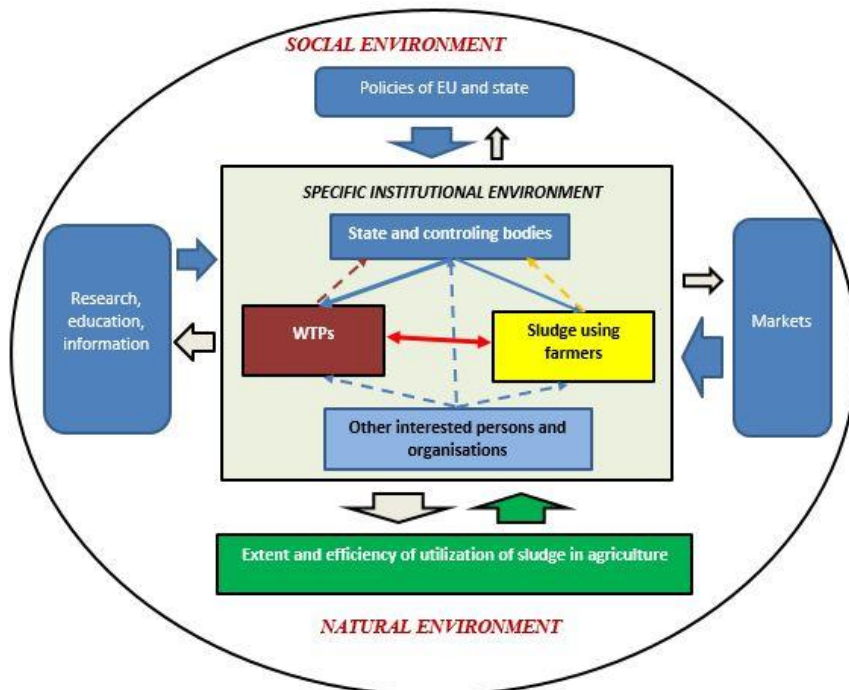 SOCIAL ENVIRONMENT
Policies of EU and state
SPECIFIC INSTITUTIONAL ENVIRONMENT
State and controling bodies
Research,
education,
information
WTPs
Sludge using
farmers
Markets
Other interested persons and
organisations
Extent and efficiency of utilization of sludge in agriculture
NATURAL ENVIRONMENT